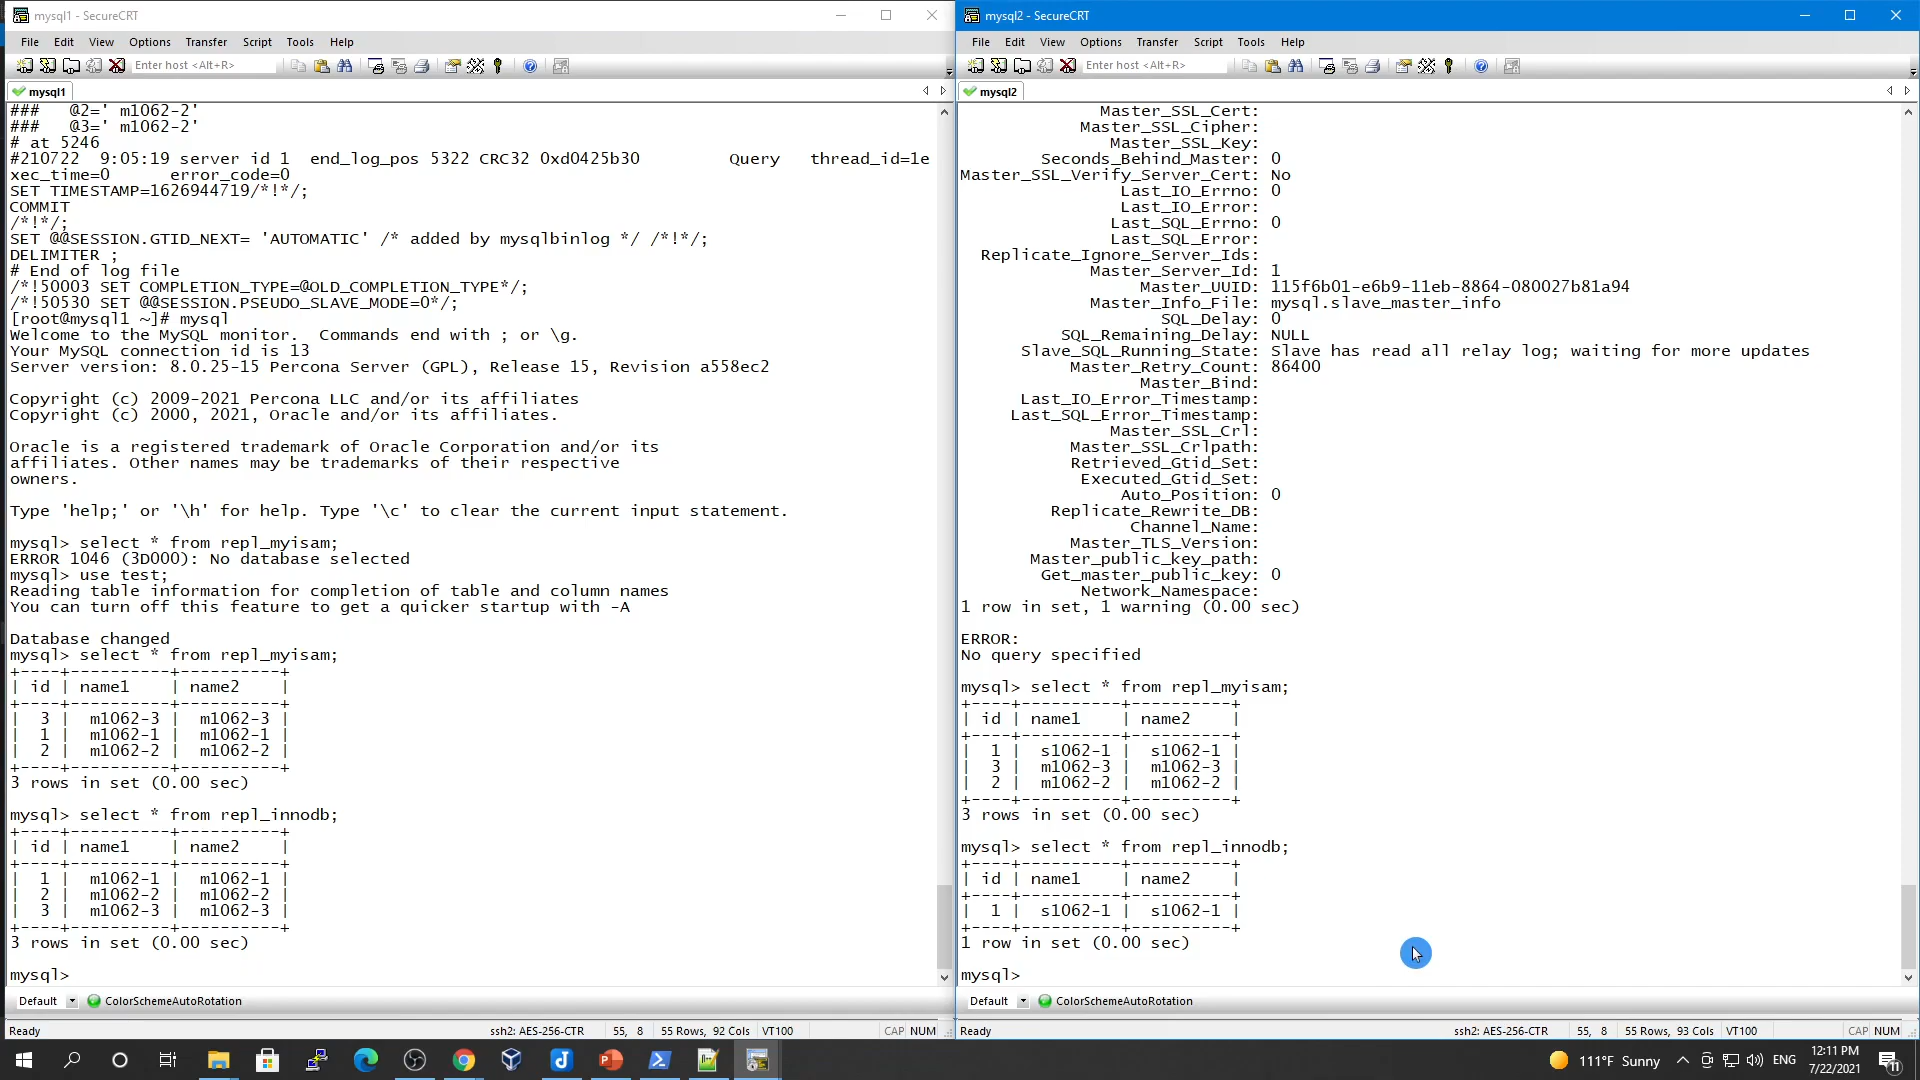 mysql1 - SecureCRT
File Edit View Options Transfer Script Tools Help
Enter host <Alt+R>
mysql1
###   @2=' m1062-2'
###   @3=' m1062-2'
# at 5246
#210722  9:05:19 server id 1  end_log_pos 5322 CRC32 0xd0425b30         Query   thread_id=1e
xec_time=0      error_code=0
SET TIMESTAMP=1626944719/*!*/;
COMMIT
/*!*/;
SET @@SESSION.GTID_NEXT= 'AUTOMATIC' /* added by mysqlbinlog */ /*!*/;
DELIMITER ;
# End of log file
/*!50003 SET COMPLETION_TYPE=@OLD_COMPLETION_TYPE*/;
/*!50530 SET @@SESSION.PSEUDO_SLAVE_MODE=0*/;
[root@mysql1 ~]# mysql
Welcome to the MySQL monitor.  Commands end with ; or \g.
Your MySQL connection id is 13
Server version: 8.0.25-15 Percona Server (GPL), Release 15, Revision a558ec2
Copyright (c) 2009-2021 Percona LLC and/or its affiliates
Copyright (c) 2000, 2021, Oracle and/or its affiliates.
Oracle is a registered trademark of Oracle Corporation and/or its
affiliates. Other names may be trademarks of their respective
owners.
Type 'help;' or '\h' for help. Type '\c' to clear the current input statement.
mysql> select * from repl_myisam;
ERROR 1046 (3D000): No database selected
mysql> use test;
Reading table information for completion of table and column names
You can turn off this feature to get a quicker startup with -A
Database changed
mysql> select * from repl_myisam;
+----+----------+----------+
| id | name1    | name2    |
+----+----------+----------+
|  3 |  m1062-3 |  m1062-3 |
|  1 |  m1062-1 |  m1062-1 |
|  2 |  m1062-2 |  m1062-2 |
+----+----------+----------+
3 rows in set (0.00 sec)
mysql> select * from repl_innodb;
+----+----------+----------+
| id | name1    | name2    |
+----+----------+----------+
|  1 |  m1062-1 |  m1062-1 |
|  2 |  m1062-2 |  m1062-2 |
|  3 |  m1062-3 |  m1062-3 |
+----+----------+----------+
3 rows in set (0.00 sec)
mysql>
Default ColorSchemeAutoRotation
Ready ssh2: AES-256-CTR 55, 8 55 Rows, 92 Cols VT100 CAP NUM
mysql2 - SecureCRT
File Edit View Options Transfer Script Tools Help
Enter host <Alt+R>
mysql2
Master_SSL_Cert:
Master_SSL_Cipher:
Master_SSL_Key:
Seconds_Behind_Master: 0
Master_SSL_Verify_Server_Cert: No
Last_IO_Errno: 0
Last_IO_Error:
Last_SQL_Errno: 0
Last_SQL_Error:
Replicate_Ignore_Server_Ids:
Master_Server_Id: 1
Master_UUID: 115f6b01-e6b9-11eb-8864-080027b81a94
Master_Info_File: mysql.slave_master_info
SQL_Delay: 0
SQL_Remaining_Delay: NULL
Slave_SQL_Running_State: Slave has read all relay log; waiting for more updates
Master_Retry_Count: 86400
Master_Bind:
Last_IO_Error_Timestamp:
Last_SQL_Error_Timestamp:
Master_SSL_Crl:
Master_SSL_Crlpath:
Retrieved_Gtid_Set:
Executed_Gtid_Set:
Auto_Position: 0
Replicate_Rewrite_DB:
Channel_Name:
Master_TLS_Version:
Master_public_key_path:
Get_master_public_key: 0
Network_Namespace:
1 row in set, 1 warning (0.00 sec)
ERROR:
No query specified
mysql> select * from repl_myisam;
+----+----------+----------+
| id | name1    | name2    |
+----+----------+----------+
|  1 |  s1062-1 |  s1062-1 |
|  3 |  m1062-3 |  m1062-3 |
|  2 |  m1062-2 |  m1062-2 |
+----+----------+----------+
3 rows in set (0.00 sec)
mysql> select * from repl_innodb;
+----+----------+----------+
| id | name1    | name2    |
+----+----------+----------+
|  1 |  s1062-1 |  s1062-1 |
+----+----------+----------+
1 row in set (0.00 sec)
mysql>
Default ColorSchemeAutoRotation
Ready ssh2: AES-256-CTR 55, 8 55 Rows, 93 Cols VT100 CAP NUM
111°F Sunny ENG 12:11 PM
7/22/2021
11